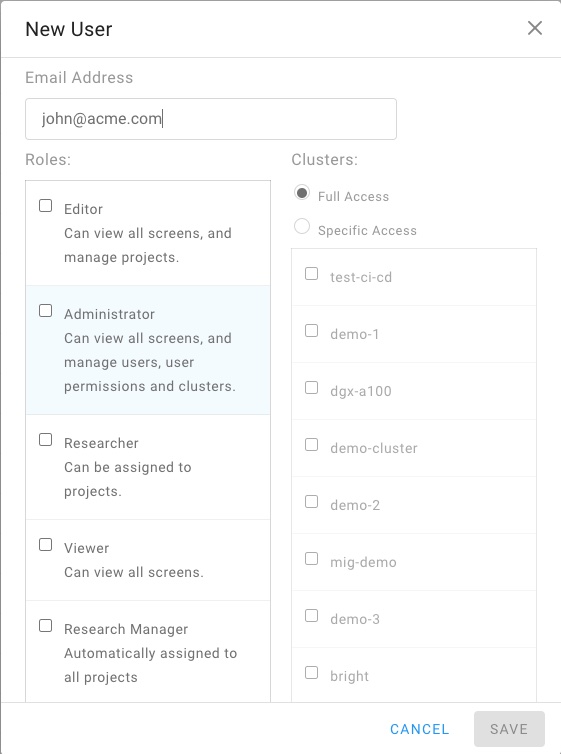 New User
Email Address
john@acme.com
Roles:
Editor
Can view all screens, and
manage projects.
Administrator
Can view all screens, and
manage users, user
permissions and clusters.
Researcher
Can be assigned to
projects.
Viewer
Can view all screens.
Research Manager
Automatically assigned to
all projects
Clusters:
Full Access
Specific Access
test-ci-cd
demo-1
dgx-a100
demo-cluster
demo-2
mig-demo
demo-3
bright
CANCEL
SAVE